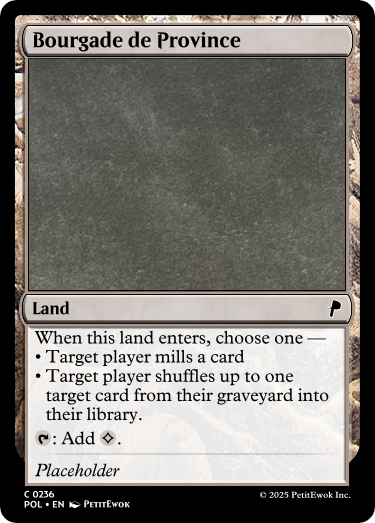 Bourgade de Province
Land
When this land enters, choose one —
• Target player mills a card
• Target player shuffles up to one
target card from their graveyard into
their library.
: Add .
Placeholder
C 0236
POL • EN PetitEwok
© 2025 PetitEwok Inc.